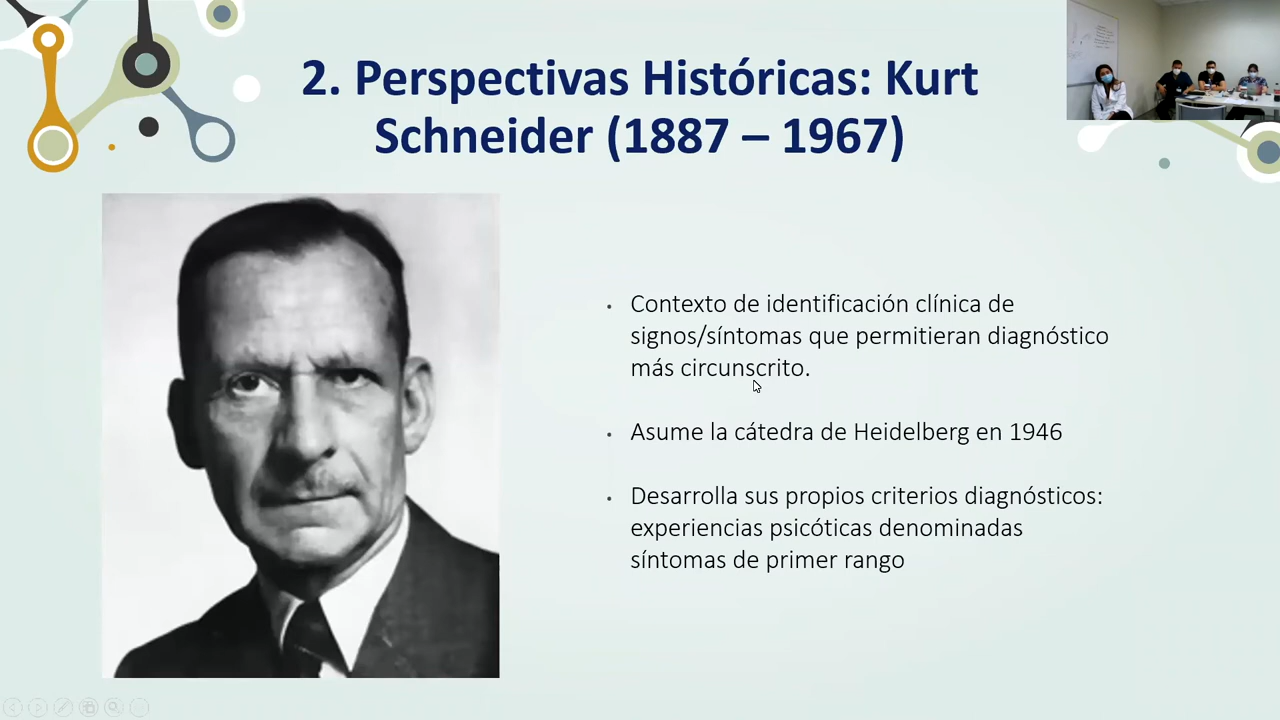 2. Perspectivas Históricas: Kurt
Schneider (1887 – 1967)
• Contexto de identificación clínica de
signos/síntomas que permitieran diagnóstico
más circunscrito.
• Asume la cátedra de Heidelberg en 1946
• Desarrolla sus propios criterios diagnósticos:
experiencias psicóticas denominadas
síntomas de primer rango